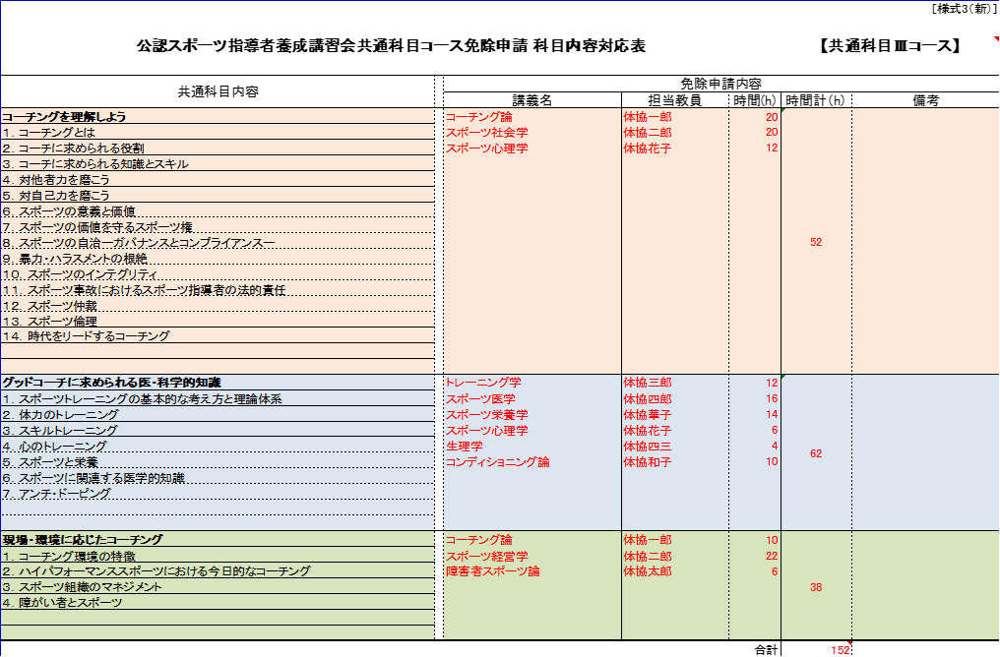 [様式3(新)]
公認スポーツ指導者養成講習会共通科目コース免除申請 科目内容対応表 【共通科目Ⅲコース】
共通科目内容 免除申請内容
講義名 担当教員 時間(h) 時間計(h) 備考
コーチングを理解しよう コーチング論 体協一郎 20
1. コーチングとは スポーツ社会学 体協二郎 20
2. コーチに求められる役割 スポーツ心理学 体協花子 12
3. コーチに求められる知識とスキル
4. 対他者力を磨こう
5. 対自己力を磨こう
6. スポーツの意義と価値
7. スポーツの価値を守るスポーツ権
8. スポーツの自治ーガバナンスとコンプライアンスー 52
9. 暴力・ハラスメントの根絶
10. スポーツのインテグリティ
11. スポーツ事故におけるスポーツ指導者の法的責任
12. スポーツ仲裁
13. スポーツ倫理
14. 時代をリードするコーチング
グッドコーチに求められる医・科学的知識 トレーニング学 体協三郎 12
1. スポーツトレーニングの基本的な考え方と理論体系 スポーツ医学 体協四郎 16
2. 体力のトレーニング スポーツ栄養学 体協華子 14
3. スキルトレーニング スポーツ心理学 体協花子 6
4. 心のトレーニング 生理学 体協四三 4
5. スポーツと栄養 コンディショニング論 体協和子 10 62
6. スポーツに関連する医学的知識
7. アンチ・ドーピング
現場・環境に応じたコーチング コーチング論 体協一郎 10
1. コーチング環境の特徴 スポーツ経営学 体協二郎 22
2. ハイパフォーマンススポーツにおける今日的なコーチング 障害者スポーツ論 体協太郎 6
3. スポーツ組織のマネジメント 38
4. 障がい者とスポーツ
合計 152